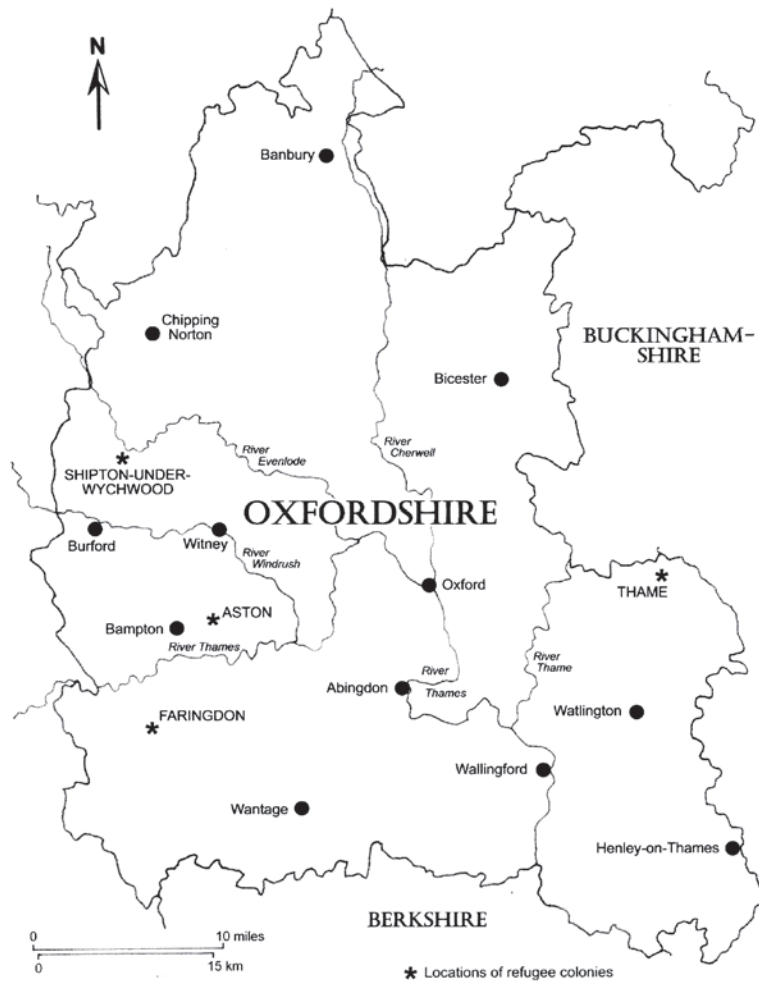 N
Banbury
Chipping
Norton
BUCKINGHAM-
SHIRE
Bicester
River
Evenlode
River
Cherwell
*
SHIPTON-UNDER-
WYCHWOOD
OXFORDSHIRE
Burford
Witney
River
Windrush
Oxford
*
THAME
* ASTON
Bampton
River Thames
River
Thame
Abingdon
River
Thames
FARINGDON
*
Watlington
Wallingford
Wantage
Henley-on-Thames
BERKSHIRE
0 10 miles
0 15 km
* Locations of refugee colonies